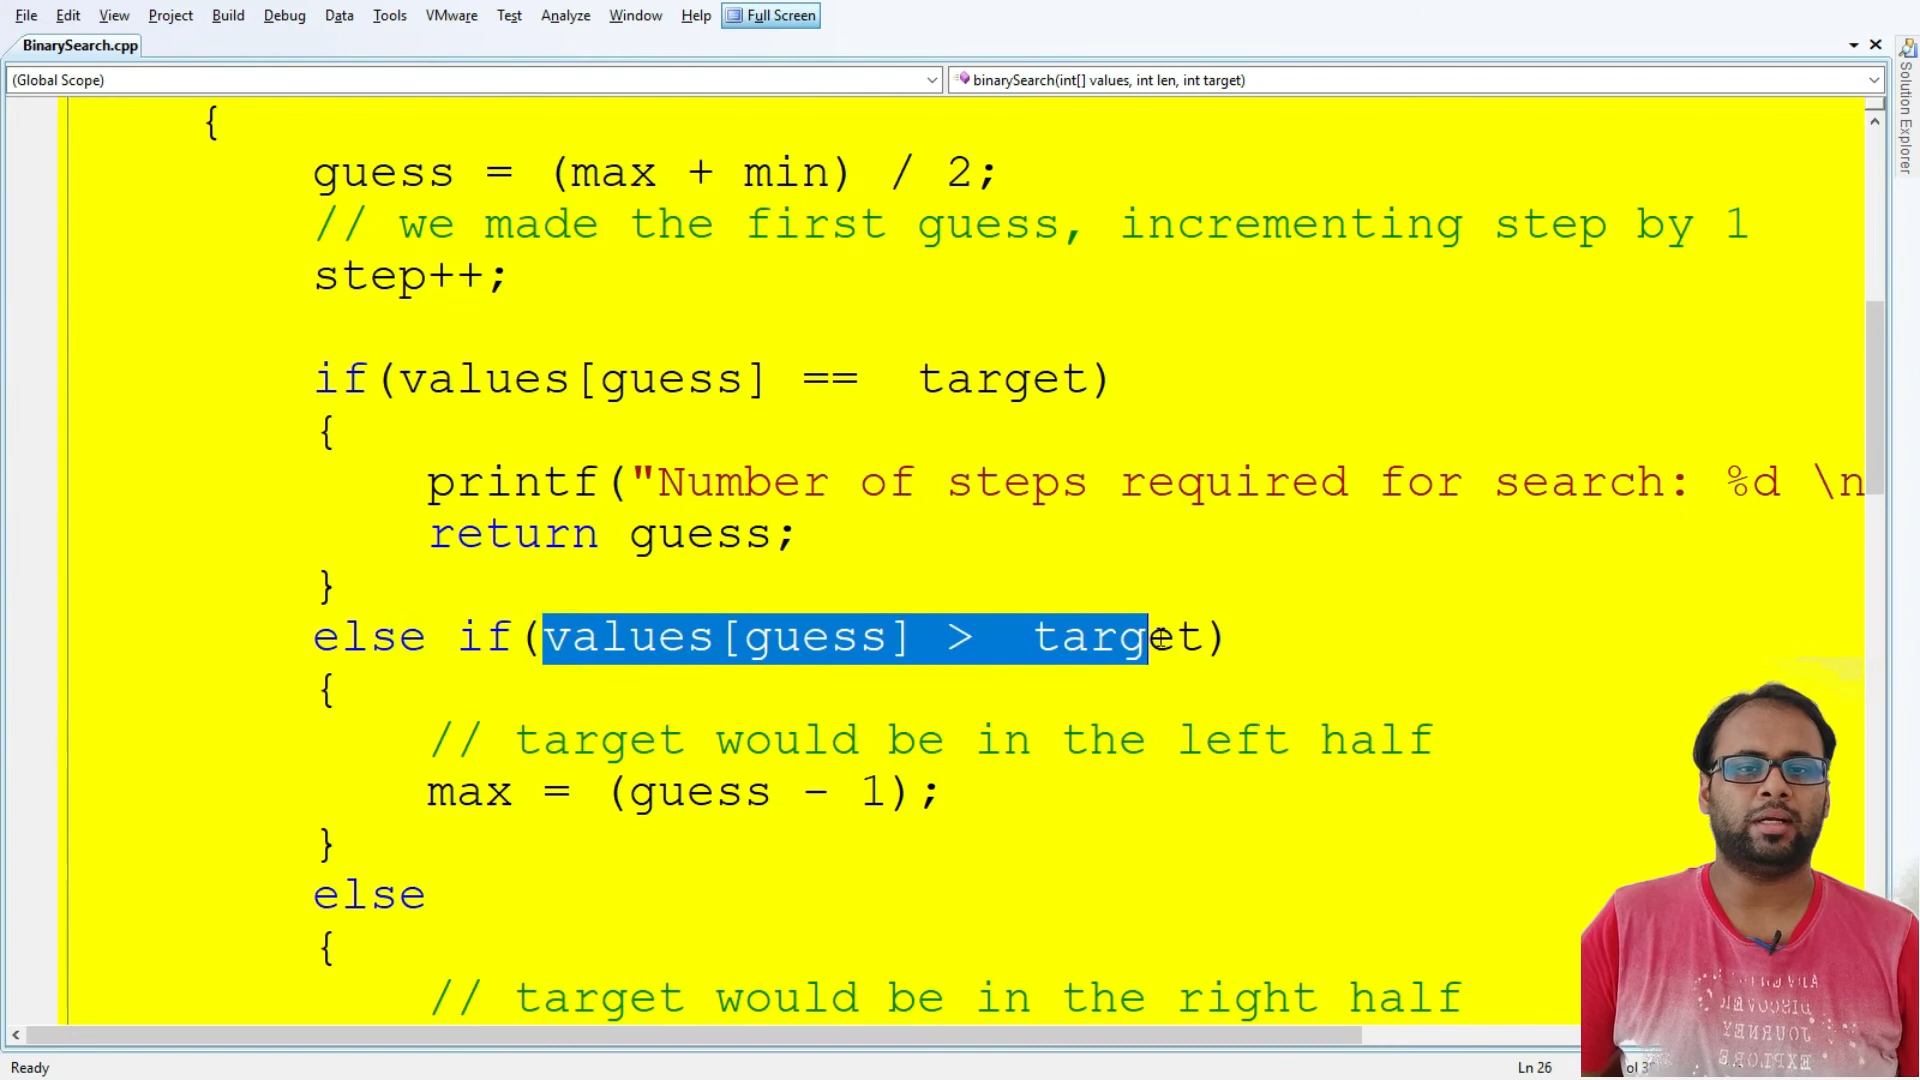 File Edit View Project Build Debug Data Tools VMware Test Analyze Window Help Full Screen
BinarySearch.cpp
(Global Scope)
binarySearch(int[] values, int len, int target)
Solution Explorer
{
guess = (max + min) / 2;
// we made the first guess, incrementing step by 1
step++;
if(values[guess] ==  target)
{
printf("Number of steps required for search: %d \n
return guess;
}
else if(values[guess] >  target)
{
// target would be in the left half
max = (guess - 1);
}
else
{
// target would be in the right half
Ready
Ln 26
DISCOVER
JOURNEY
EXPLORE